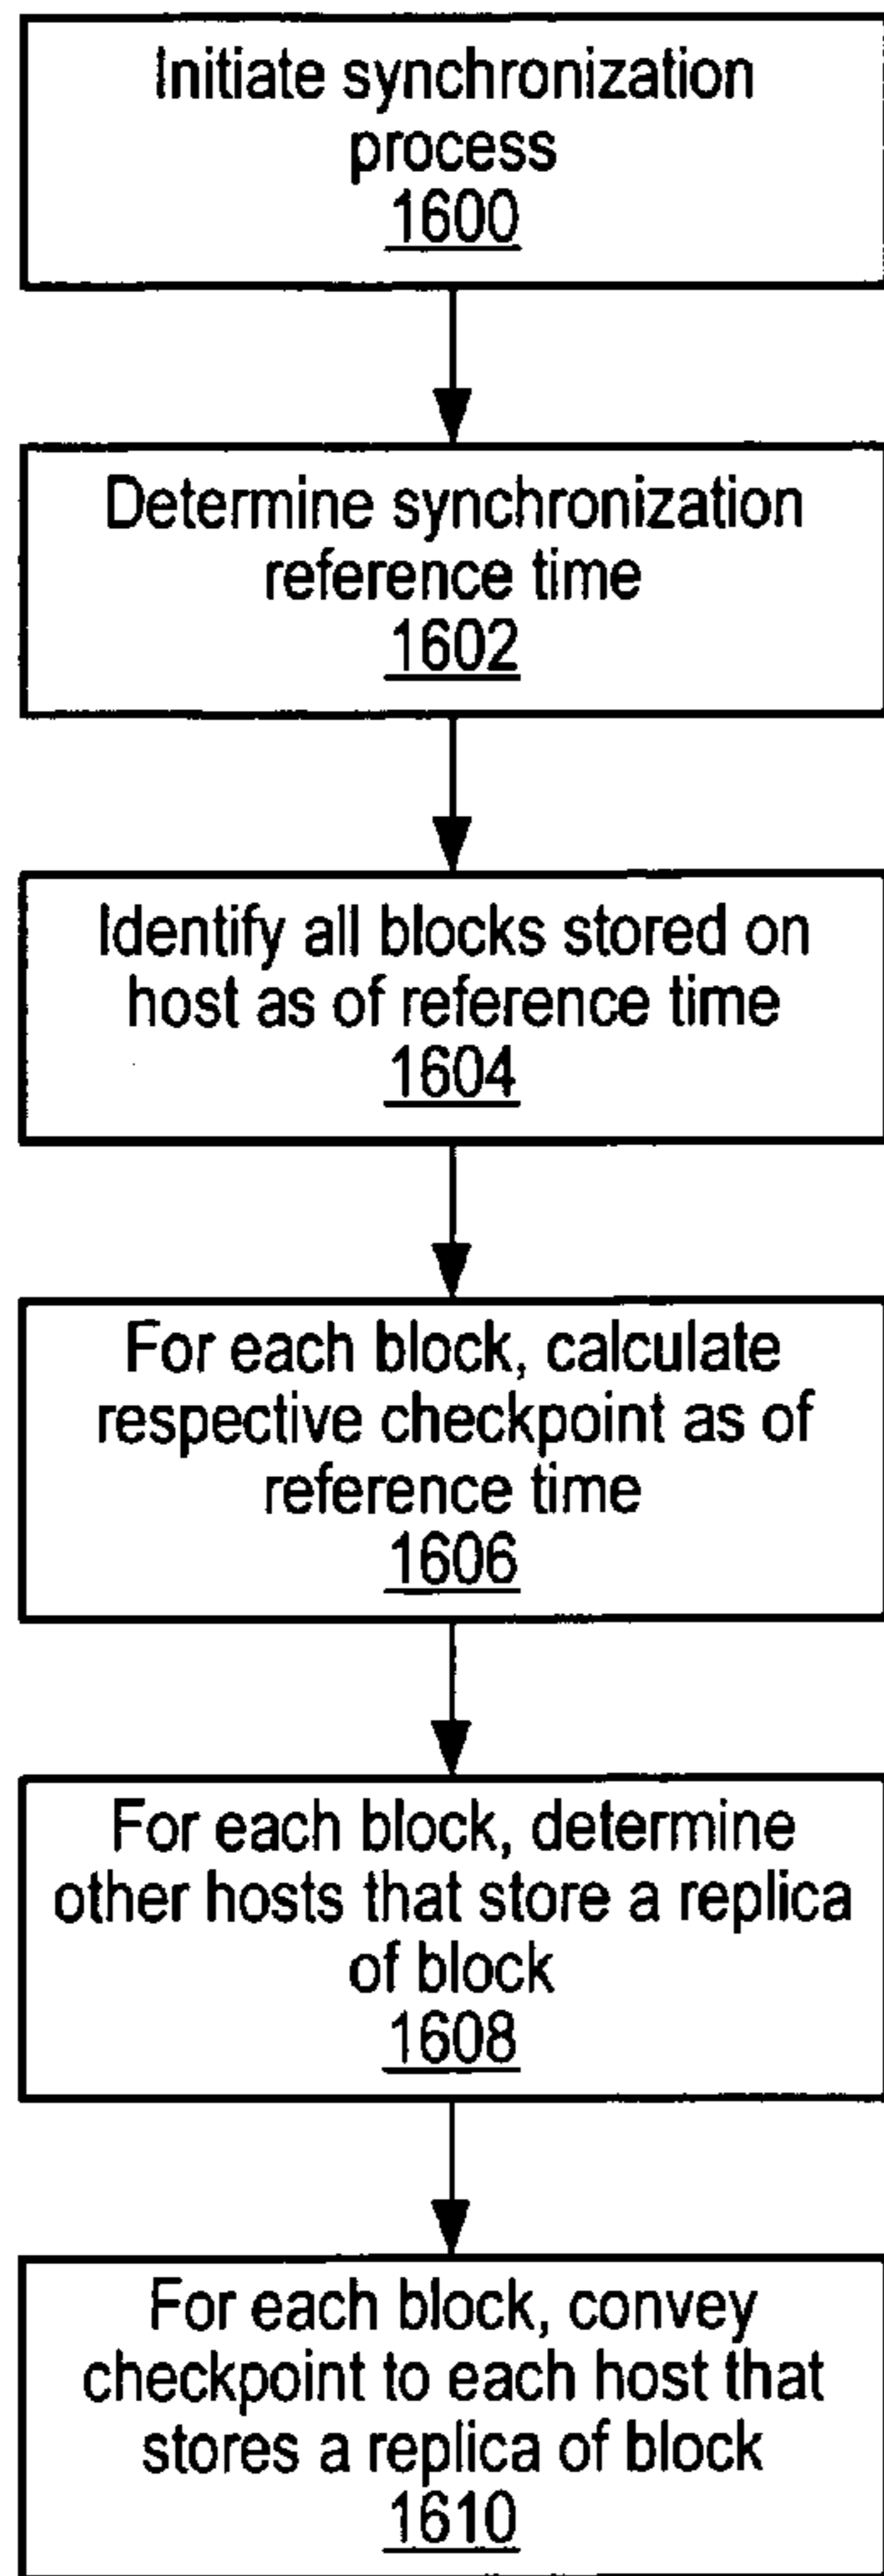 Initiate synchronization
process
1600
Determine synchronization
reference time
1602
Identify all blocks stored on
host as of reference time
1604
For each block, calculate
respective checkpoint as of
reference time
1606
For each block, determine
other hosts that store a replica
of block
1608
For each block, convey
checkpoint to each host that
stores a replica of block
1610